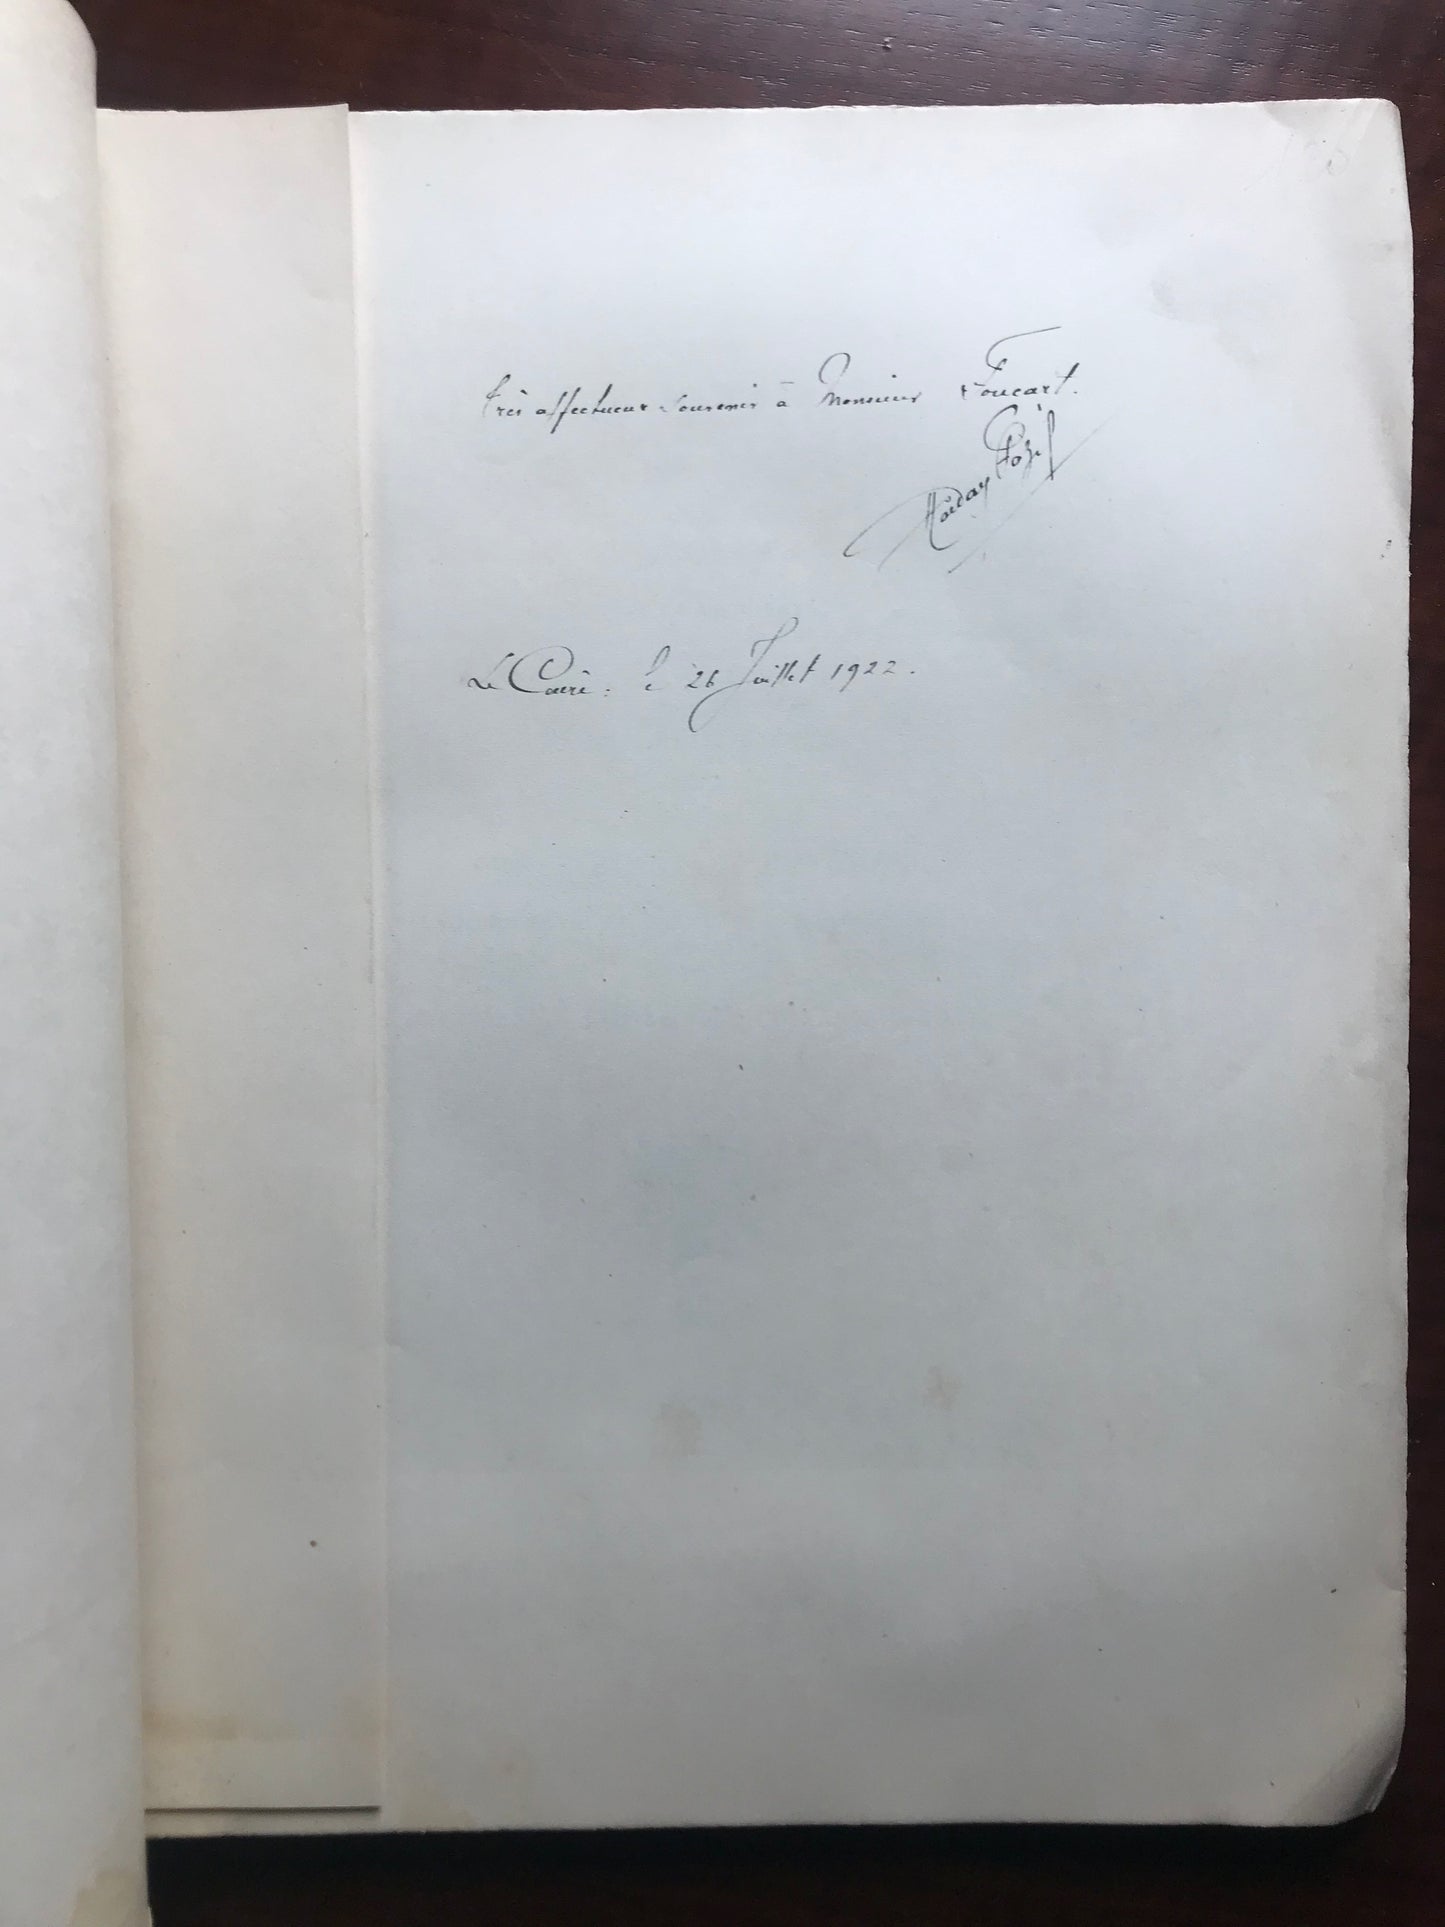 très affectueux souvenir à Monsieur Foucart.
Le Caire: le 26 Juillet 1922.